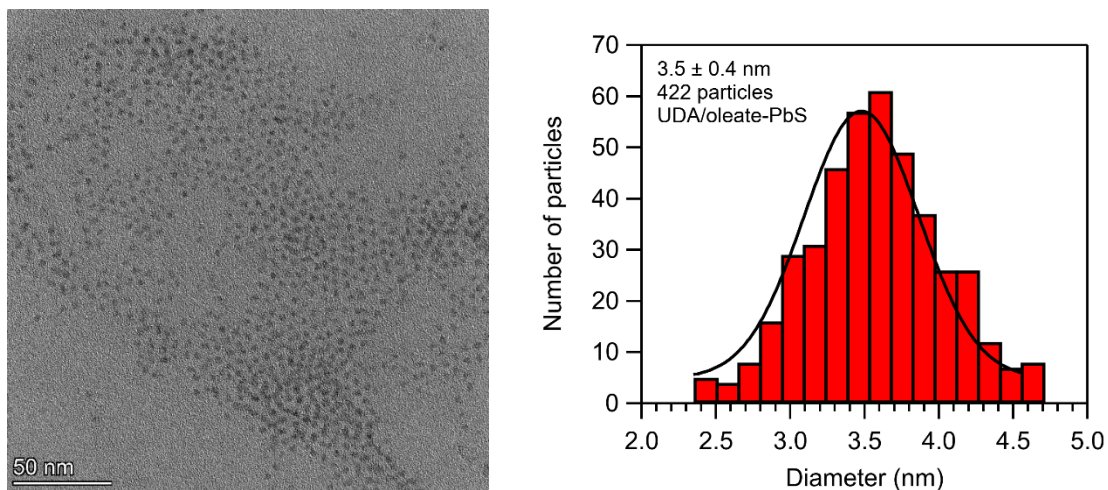 50 nm
3.5 ± 0.4 nm
422 particles
UDA/oleate-PbS
Number of particles
70
60
50
40
30
20
10
0
2.0 2.5 3.0 3.5 4.0 4.5 5.0
Diameter (nm)